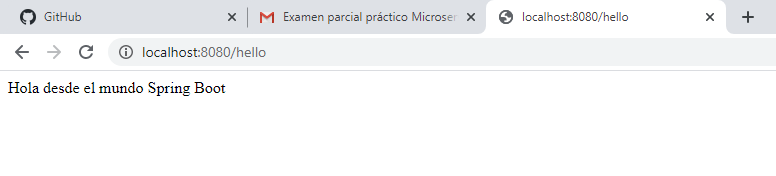 GitHub
Examen parcial práctico Microser
localhost:8080/hello
localhost:8080/hello
Hola desde el mundo Spring Boot